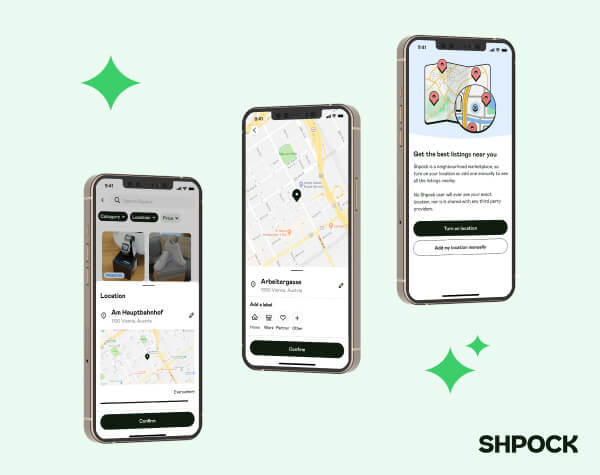 9:41
Search Shpock
Category
Location
Price
Location
Am Hauptbahnhof
1100 Vienna, Austria
Everywhere
Confirm
9:41
Arbeitergasse
1050 Vienna, Austria
Add a label
Home Work Partner Other
Confirm
9:41
Get the best listings near you
Shpock is a neighbourhood marketplace, so
turn on your location or add one manually to see
all the listings nearby.
No Shpock user will ever see your exact
location, nor is it shared with any third party
providers.
Turn on location
Add my location manually
SHPOCK